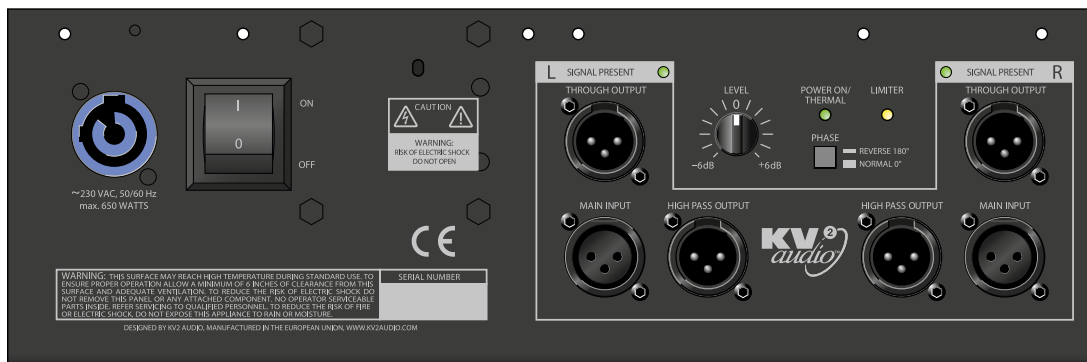 I
0
ON
OFF
~230 VAC, 50/60 Hz
max. 650 WATTS
CAUTION
WARNING:
RISK OF ELECTRIC SHOCK
DO NOT OPEN
CE
WARNING: THIS SURFACE MAY REACH HIGH TEMPERATURE DURING STANDARD USE. TO
ENSURE PROPER OPERATION ALLOW A MINIMUM OF 6 INCHES OF CLEARANCE FROM THIS
SURFACE AND ADEQUATE VENTILATION. TO REDUCE THE RISK OF ELECTRIC SHOCK DO
NOT REMOVE THIS PANEL OR ANY ATTACHED COMPONENT. NO OPERATOR SERVICEABLE
PARTS INSIDE. REFER SERVICING TO QUALIFIED PERSONNEL. TO REDUCE THE RISK OF FIRE
OR ELECTRIC SHOCK, DO NOT EXPOSE THIS APPLIANCE TO RAIN OR MOISTURE.
SERIAL NUMBER
DESIGNED BY KV2 AUDIO, MANUFACTURED IN THE EUROPEAN UNION, WWW.KV2AUDIO.COM
L SIGNAL PRESENT
THROUGH OUTPUT
LEVEL
0
-6dB
+6dB
POWER ON/
THERMAL
LIMITER
PHASE
REVERSE 180°
NORMAL 0°
SIGNAL PRESENT R
THROUGH OUTPUT
MAIN INPUT
HIGH PASS OUTPUT
KV2
audio
HIGH PASS OUTPUT
MAIN INPUT